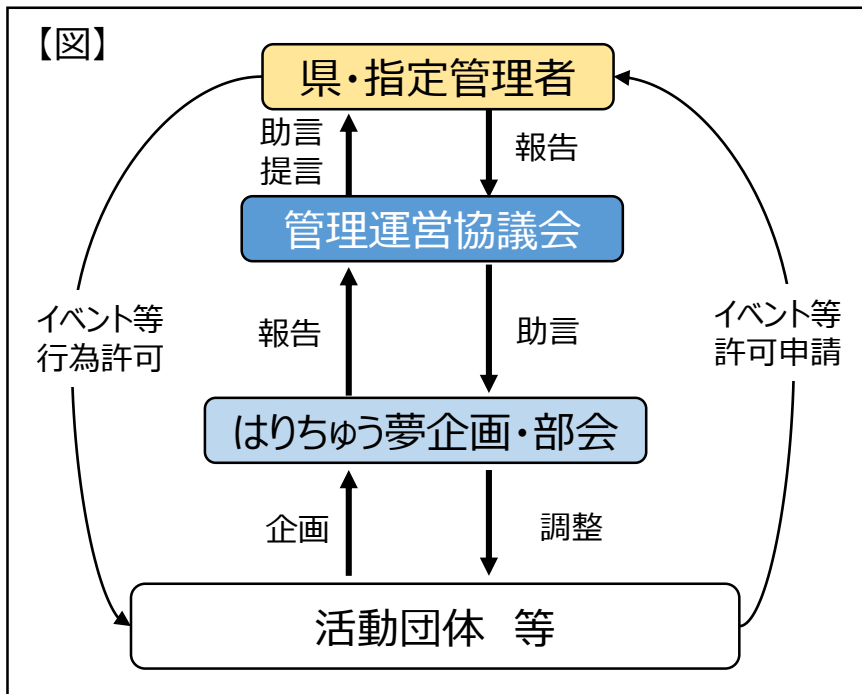 【図】
県・指定管理者
助言
提言
報告
管理運営協議会
イベント等
行為許可
報告
助言
イベント等
許可申請
はりちゅう夢企画・部会
企画
調整
活動団体　等